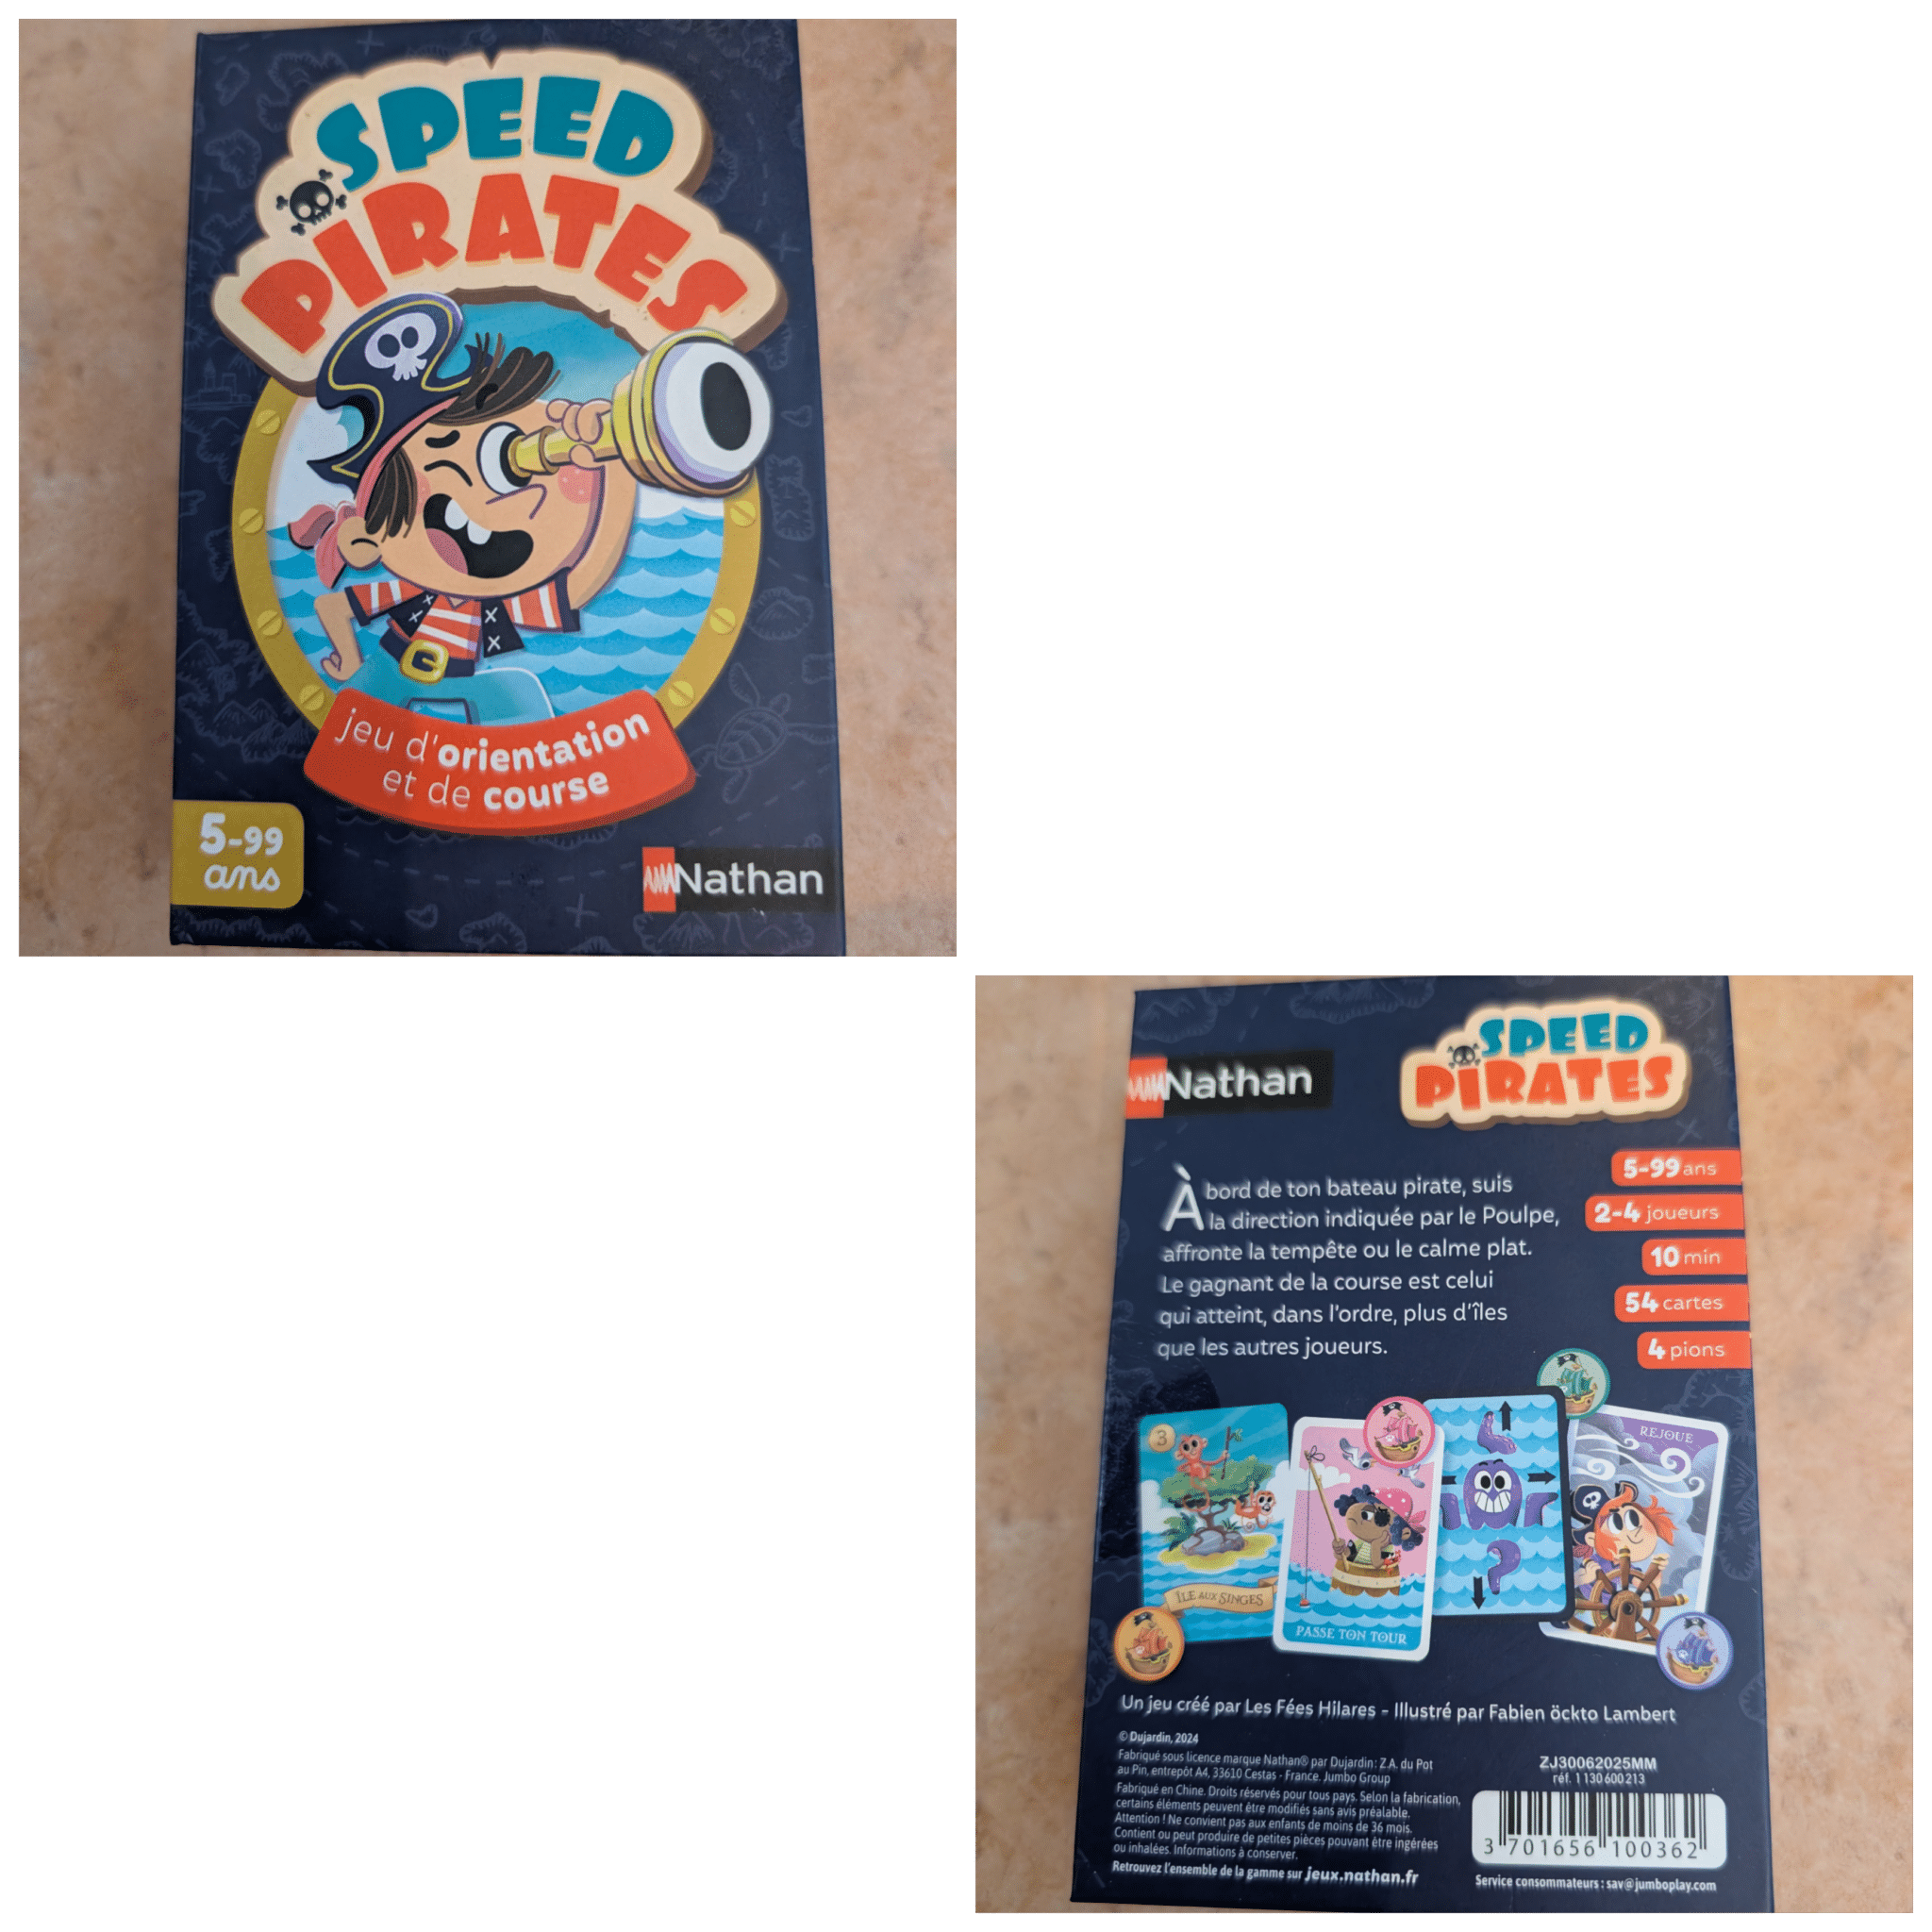 SPEED
PIRATES
jeu d'orientation
et de course
5-99
ans
Nathan
Nathan
SPEED
PIRATES
À bord de ton bateau pirate, suis
la direction indiquée par le Poulpe,
affronte la tempête ou le calme plat.
Le gagnant de la course est celui
qui atteint, dans l'ordre, plus d'îles
que les autres joueurs.
5-99 ans
2-4 joueurs
10 min
54 cartes
4 pions
3
ÎLE AUX SINGES
PASSE TON TOUR
REJOUE
Un jeu créé par Les Fées Hilares - Illustré par Fabien öckto Lambert
© Dujardin, 2024
Fabriqué sous licence marque Nathan® par Dujardin : Z.A. du Pot
au Pin, entrepôt A4, 33610 Cestas - France. Jumbo Group
Fabriqué en Chine. Droits réservés pour tous pays. Selon la fabrication,
certains éléments peuvent être modifiés sans avis préalable.
Attention ! Ne convient pas aux enfants de moins de 36 mois.
Contient ou peut produire de petites pièces pouvant être ingérées
ou inhalées. Informations à conserver.
Retrouvez l'ensemble de la gamme sur jeux.nathan.fr
ZJ30062025MM
réf. 1 130 600 213
3 701656 100362
Service consommateurs : sav@jumboplay.com